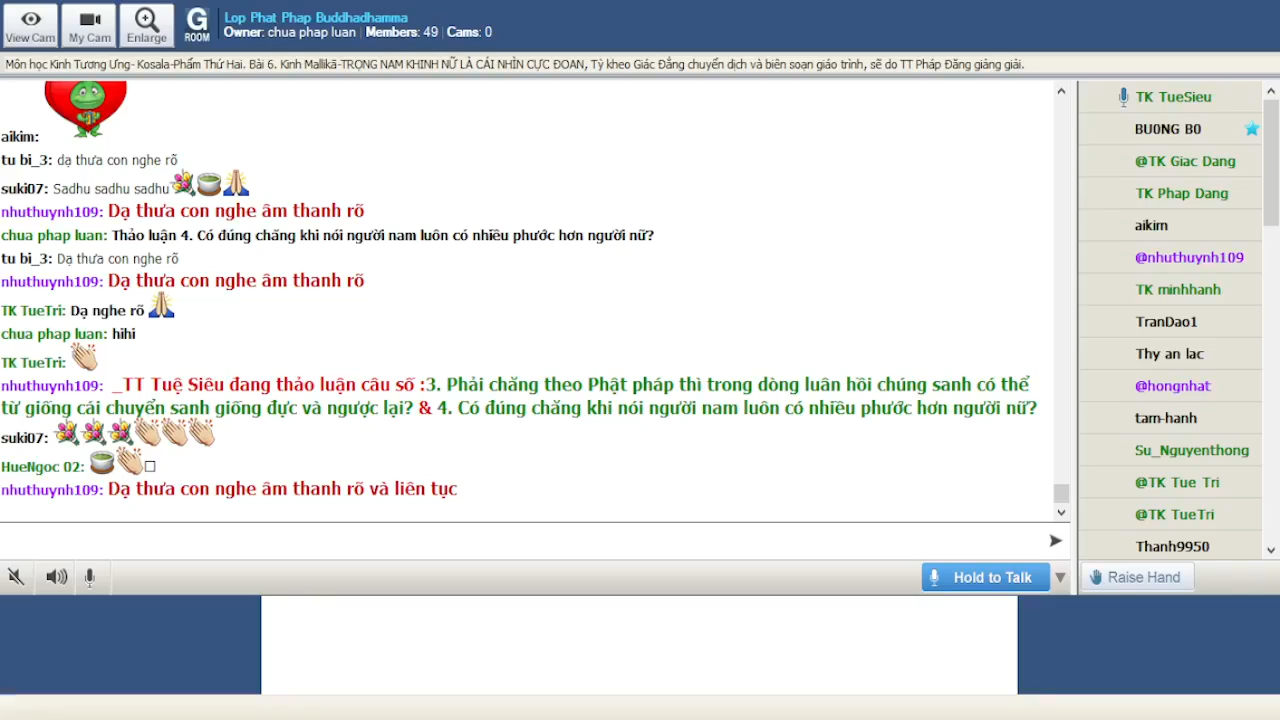 View Cam
My Cam
Enlarge
G
ROOM
Lop Phat Phap Buddhadhamma
Owner: chua phap luan | Members: 49 | Cams: 0
Môn học Kinh Tương Ưng- Kosala-Phẩm Thứ Hai. Bài 6. Kinh Mallikā-TRỌNG NAM KHINH NỮ LÀ CÁI NHÌN CỰC ĐOAN, Tỳ kheo Giác Đẳng chuyển dịch và biên soạn giáo trình, sẽ do TT Pháp Đăng giảng giải.
aikim:
tu bi_3: dạ thưa con nghe rõ
suki07: Sadhu sadhu sadhu
nhuthuynh109: Dạ thưa con nghe âm thanh rõ
chua phap luan: Thảo luận 4. Có đúng chăng khi nói người nam luôn có nhiều phước hơn người nữ?
tu bi_3: Dạ thưa con nghe rõ
nhuthuynh109: Dạ thưa con nghe âm thanh rõ
TK TueTri: Dạ nghe rõ
chua phap luan: hihi
TK TueTri:
nhuthuynh109: _TT Tuệ Siêu đang thảo luận câu số :3. Phải chăng theo Phật pháp thì trong dòng luân hồi chúng sanh có thể
từ giống cái chuyển sanh giống đực và ngược lại? & 4. Có đúng chăng khi nói người nam luôn có nhiều phước hơn người nữ?
suki07:
HueNgoc 02:
nhuthuynh109: Dạ thưa con nghe âm thanh rõ và liên tục
Hold to Talk
TK TueSieu
BU0NG B0
@TK Giac Dang
TK Phap Dang
aikim
@nhuthuynh109
TK minhhanh
TranDao1
Thy an lac
@hongnhat
tam-hanh
Su_Nguyenthong
@TK Tue Tri
@TK TueTri
Thanh9950
Raise Hand